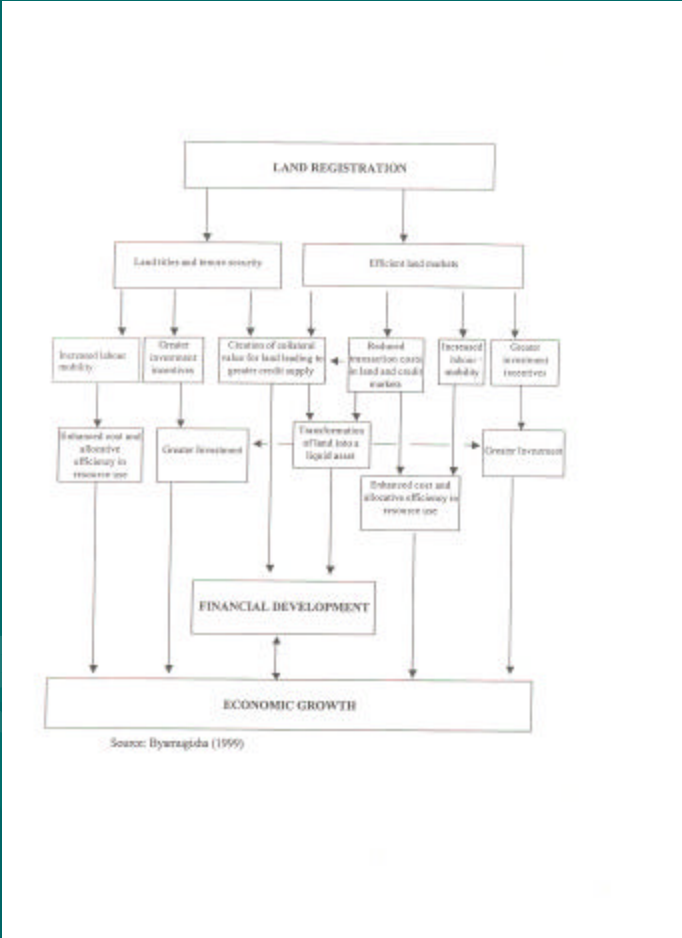 LAND REGISTRATION
Land titles and tenure security
Efficient land markets
Increased labour
mobility
Greater
investment
incentives
Creation of collateral
value for land leading to
greater credit supply
Reduced
transaction costs
in land and credit
markets
Increased
labour
mobility
Greater
investment
incentives
Enhanced cost and
allocative
efficiency in
resource use
Greater Investment
Transformation
of land into a
liquid asset
Greater Investment
Enhanced cost and
allocative efficiency in
resource use
FINANCIAL DEVELOPMENT
ECONOMIC GROWTH
Source: Byamugisha (1999)